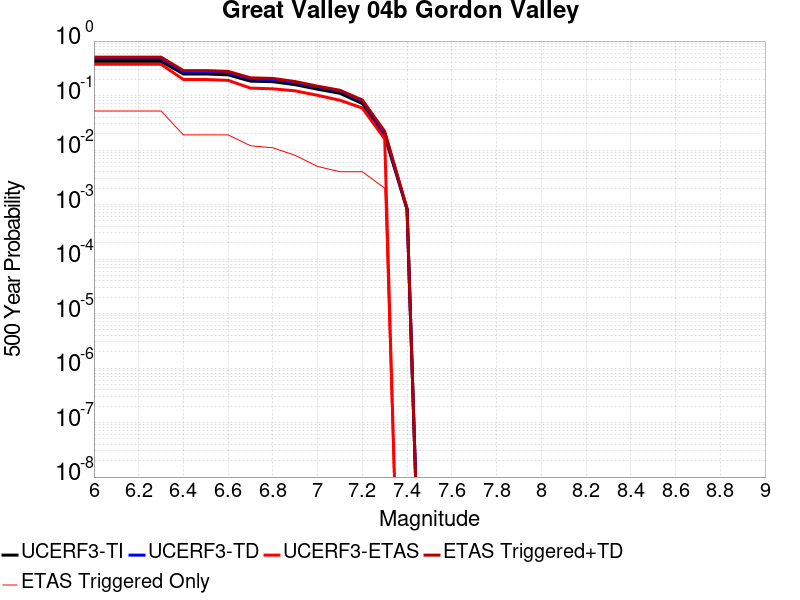 Great Valley 04b Gordon Valley
10^0
10^-1
10^-2
10^-3
10^-4
10^-5
10^-6
10^-7
10^-8
500 Year Probability
6 6.2 6.4 6.6 6.8 7 7.2 7.4 7.6 7.8 8 8.2 8.4 8.6 8.8 9
Magnitude
UCERF3-TI UCERF3-TD UCERF3-ETAS ETAS Triggered+TD
ETAS Triggered Only